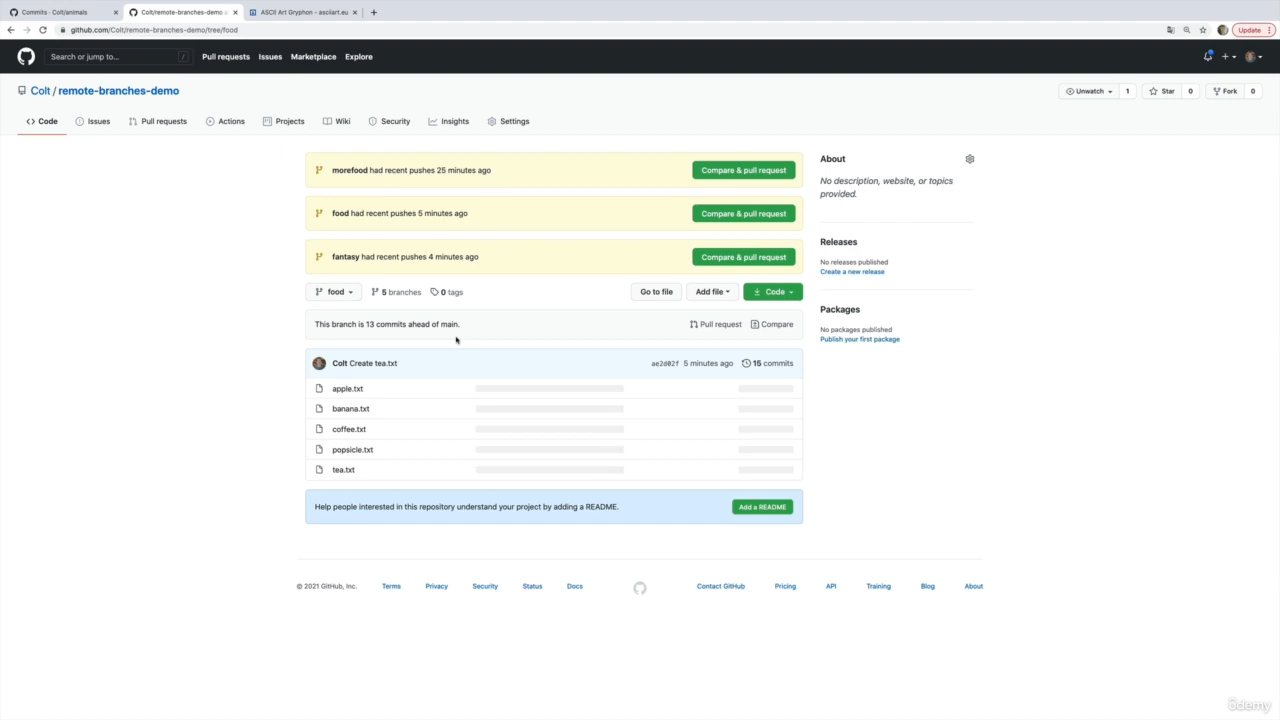 Commits · Colt/animals
Colt/remote-branches-demo a
ASCII Art Gryphon - asciiart.eu
github.com/Colt/remote-branches-demo/tree/food
Update
Search or jump to...
/
Pull requests
Issues
Marketplace
Explore
Colt / remote-branches-demo
Unwatch
1
Star
0
Fork
0
Code
Issues
Pull requests
Actions
Projects
Wiki
Security
Insights
Settings
morefood had recent pushes 25 minutes ago
Compare & pull request
food had recent pushes 5 minutes ago
Compare & pull request
fantasy had recent pushes 4 minutes ago
Compare & pull request
food
5 branches
0 tags
Go to file
Add file
Code
This branch is 13 commits ahead of main.
Pull request
Compare
Colt Create tea.txt
ae2d02f
5 minutes ago
15 commits
apple.txt
banana.txt
coffee.txt
popsicle.txt
tea.txt
Help people interested in this repository understand your project by adding a README.
Add a README
About
No description, website, or topics
provided.
Releases
No releases published
Create a new release
Packages
No packages published
Publish your first package
© 2021 GitHub, Inc.
Terms
Privacy
Security
Status
Docs
Contact GitHub
Pricing
API
Training
Blog
About
ûdemy